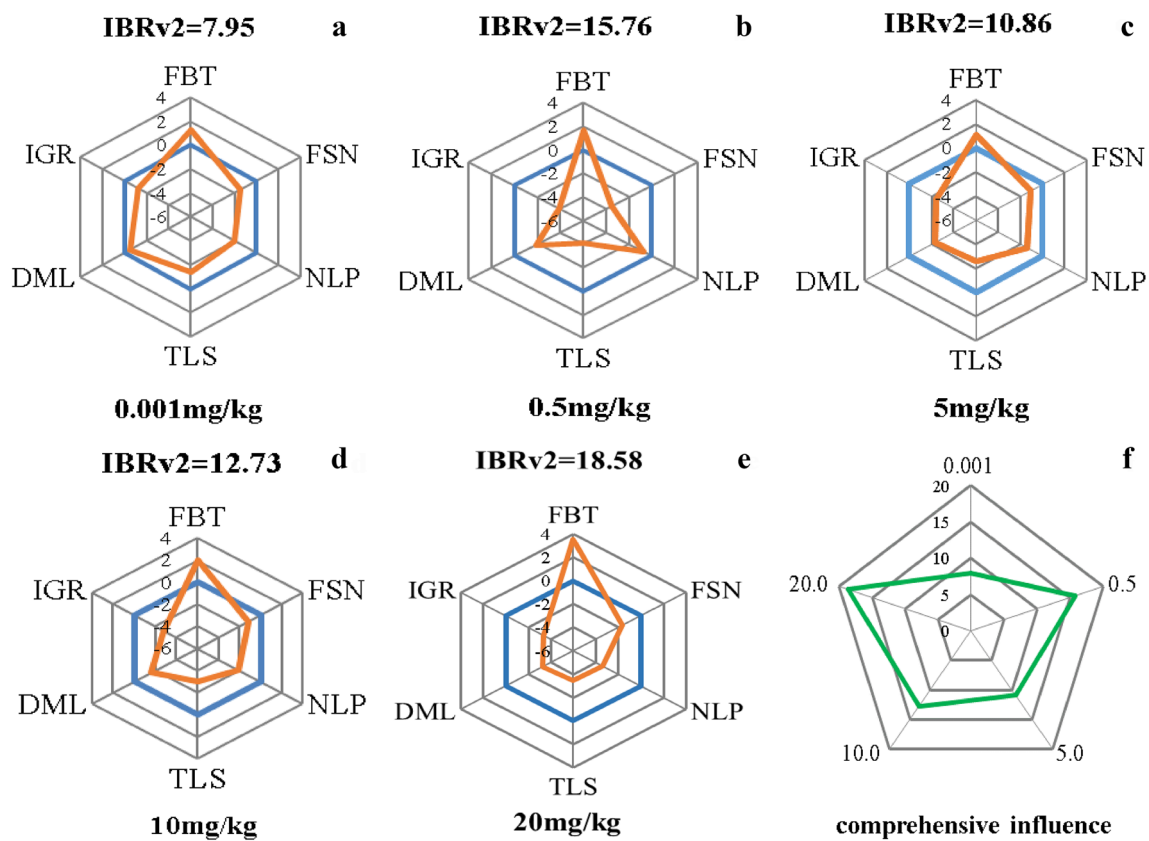 IBRv2=7.95 a
FBT
4
2
0
-2
-4
-6
IGR
FSN
DML
NLP
TLS
0.001mg/kg
IBRv2=15.76 b
FBT
4
2
0
-2
-4
-6
IGR
FSN
DML
NLP
TLS
0.5mg/kg
IBRv2=10.86 c
FBT
4
2
0
-2
-4
-6
IGR
FSN
DML
NLP
TLS
5mg/kg
IBRv2=12.73 d
FBT
4
2
0
-2
-4
-6
IGR
FSN
DML
NLP
TLS
10mg/kg
IBRv2=18.58 e
FBT
4
2
0
-2
-4
-6
IGR
FSN
DML
NLP
TLS
20mg/kg
f
0.001
20
15
10
5
0
20.0
0.5
10.0
5.0
comprehensive influence